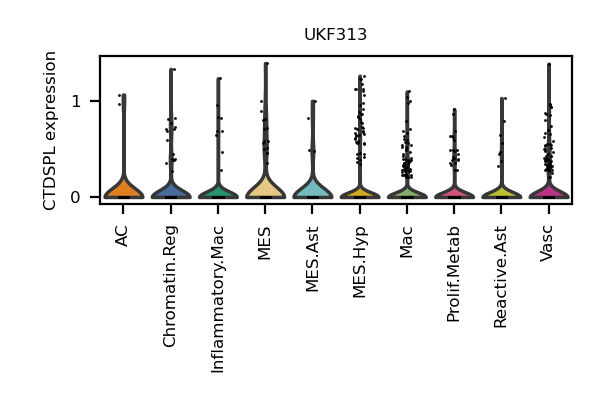 UKF313
CTDSPL expression
1
0
AC
Chromatin.Reg
Inflammatory.Mac
MES
MES.Ast
MES.Hyp
Mac
Prolif.Metab
Reactive.Ast
Vasc